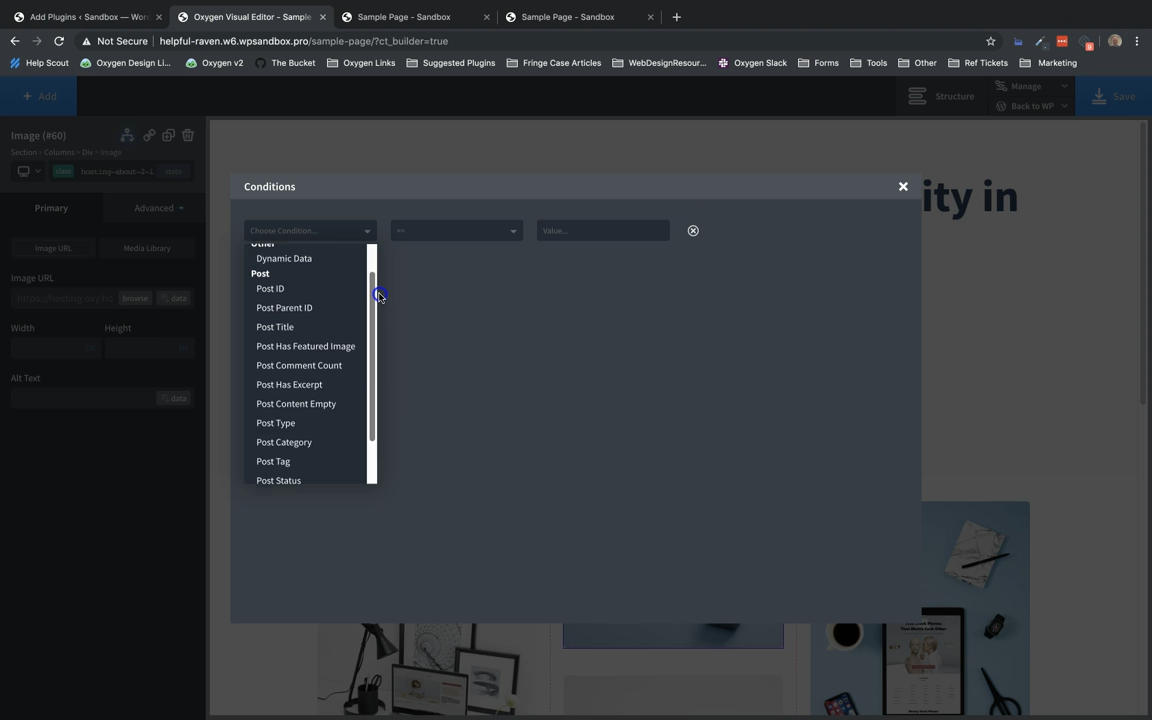 Add Plugins ‹ Sandbox — Wor
Oxygen Visual Editor - Sample
Sample Page - Sandbox
Sample Page - Sandbox
Not Secure
helpful-raven.w6.wpsandbox.pro/sample-page/?ct_builder=true
Help Scout
Oxygen Design Li...
Oxygen v2
The Bucket
Oxygen Links
Suggested Plugins
Fringe Case Articles
WebDesignResour...
Oxygen Slack
Forms
Tools
Other
Ref Tickets
Marketing
+ Add
Structure
Manage
Back to WP
Save
Image (#60)
Section › Columns › Div › Image
class
state
Primary
Advanced
Image URL
Media Library
Image URL
browse
data
Width
Height
Alt Text
data
ity in
Conditions
Choose Condition...
==
Value...
Other
Dynamic Data
Post
Post ID
Post Parent ID
Post Title
Post Has Featured Image
Post Comment Count
Post Has Excerpt
Post Content Empty
Post Type
Post Category
Post Tag
Post Status